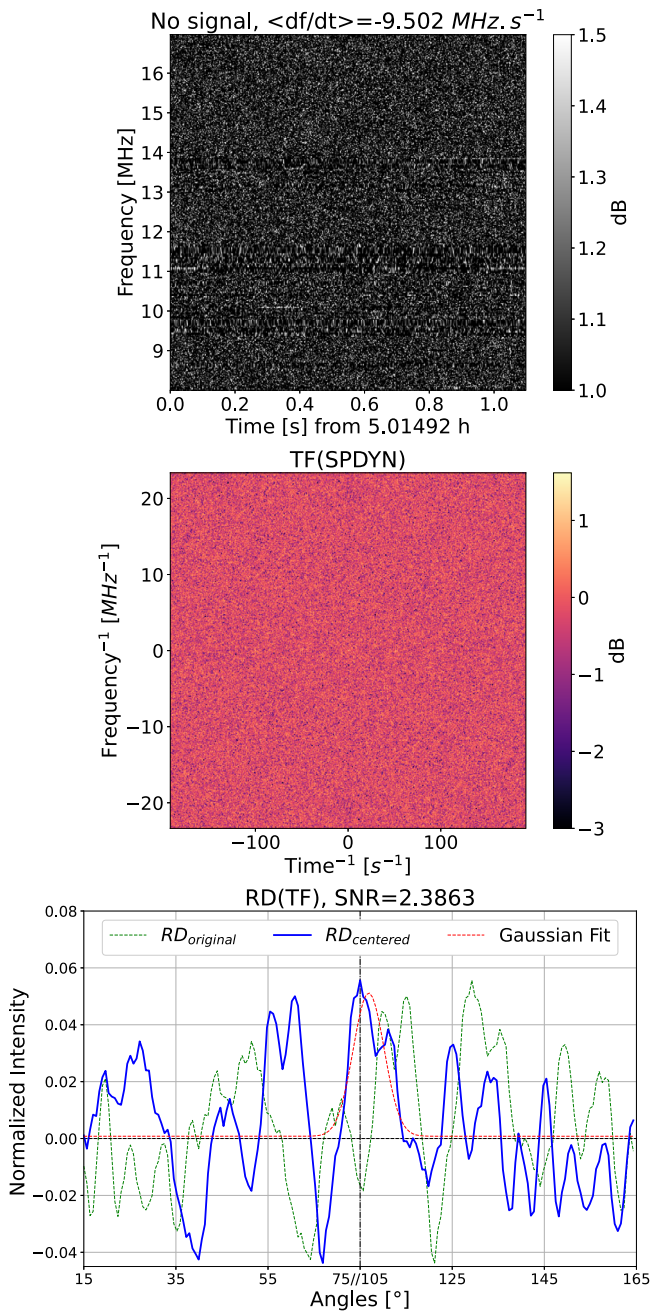 No signal, <df/dt>=-9.502 MHz.s⁻¹
16
15
14
13
12
11
10
9
Frequency [MHz]
0.0 0.2 0.4 0.6 0.8 1.0
Time [s] from 5.01492 h
1.5
1.4
1.3
1.2
1.1
1.0
dB
TF(SPDYN)
20
10
0
−10
−20
Frequency⁻¹ [MHz⁻¹]
−100 0 100
Time⁻¹ [s⁻¹]
1
0
−1
−2
−3
dB
RD(TF), SNR=2.3863
RD_original RD_centered Gaussian Fit
0.08
0.06
0.04
0.02
0.00
−0.02
−0.04
Normalized Intensity
15 35 55 75//105 125 145 165
Angles [°]